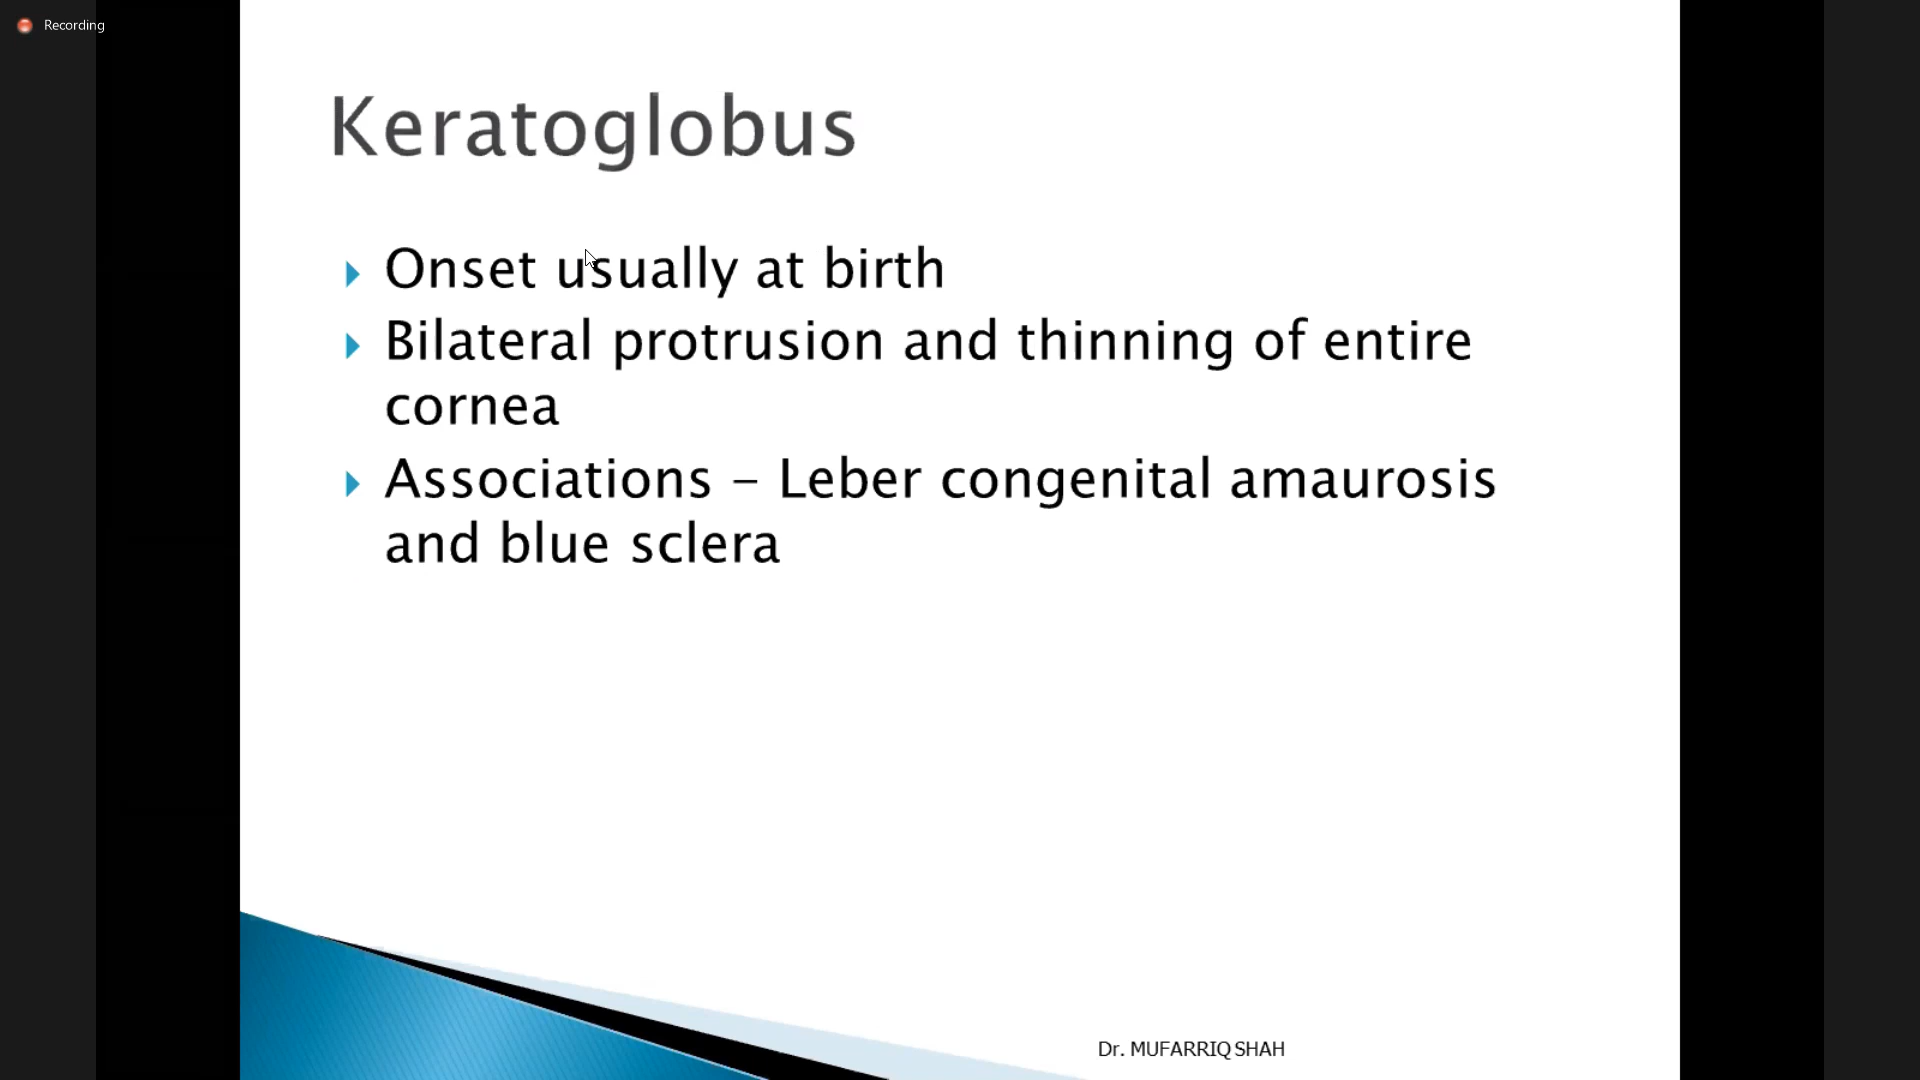 Recording
Keratoglobus
Onset usually at birth
Bilateral protrusion and thinning of entire
cornea
Associations – Leber congenital amaurosis
and blue sclera
Dr. MUFARRIQ SHAH